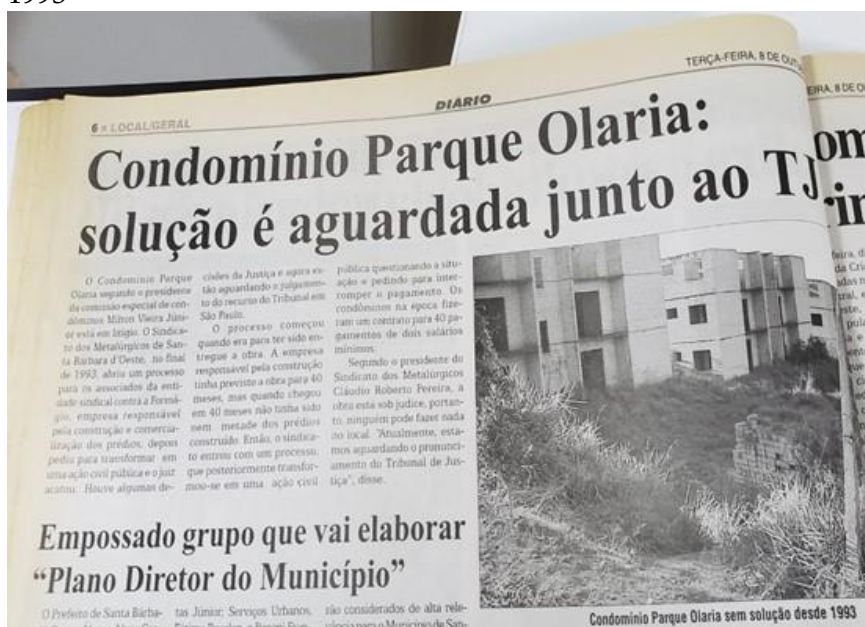 1993
TERÇA-FEIRA, 8 DE OUTU
DIÁRIO
6 LOCAL/GERAL
Condomínio Parque Olaria:
solução é aguardada junto ao TJ
O Condomínio Parque
Olaria segundo o presidente
da comissão especial de con-
dôminos Milton Vieira Júni-
or está em litígio. O Sindica-
to dos Metalúrgicos de San-
ta Bárbara d'Oeste, no final
de 1993, abriu um processo
para os associados da enti-
dade sindical contra a Formá-
gio, empresa responsável
pela construção e comercia-
lização dos prédios, depois
pediu para transformar em
uma ação civil pública e o juiz
acatou. Houve algumas de-
cisões da Justiça e agora es-
tão aguardando o julgamen-
to do recurso do Tribunal em
São Paulo.
O processo começou
quando era para ter sido en-
tregue a obra. A empresa
responsável pela construção
tinha previsto a obra para 40
meses, mas quando chegou
em 40 meses não tinha sido
nem metade dos prédios
construído. Então, o sindica-
to entrou com um processo,
que posteriormente transfor-
mou-se em uma ação civil
pública questionando a situ-
ação e pedindo para inter-
romper o pagamento. Os
condôminos na época fize-
ram um contrato para 40 pa-
gamentos de dois salários
mínimos.
Segundo o presidente do
Sindicato dos Metalúrgicos
Cláudio Roberto Pereira, a
obra está sob judice, portan-
to, ninguém pode fazer nada
no local. "Atualmente, esta-
mos aguardando o pronunci-
amento do Tribunal de Jus-
tiça", disse.
Condomínio Parque Olaria sem solução desde 1993
Empossado grupo que vai elaborar
"Plano Diretor do Município"
O Prefeito de Santa Bárba-
tas Júnior; Serviços Urbanos,
rão considerados de alta rele-
EIRA, 8 DE O